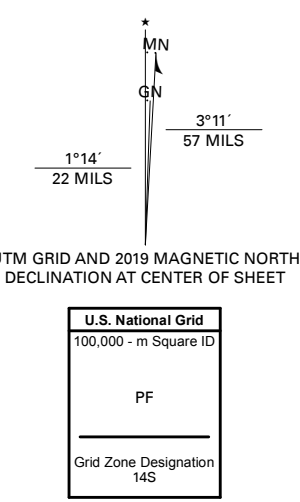 ★
MN
GN
3°11´
57 MILS
1°14´
22 MILS
UTM GRID AND 2019 MAGNETIC NORTH
DECLINATION AT CENTER OF SHEET
U.S. National Grid
100,000 - m Square ID
PF
Grid Zone Designation
14S